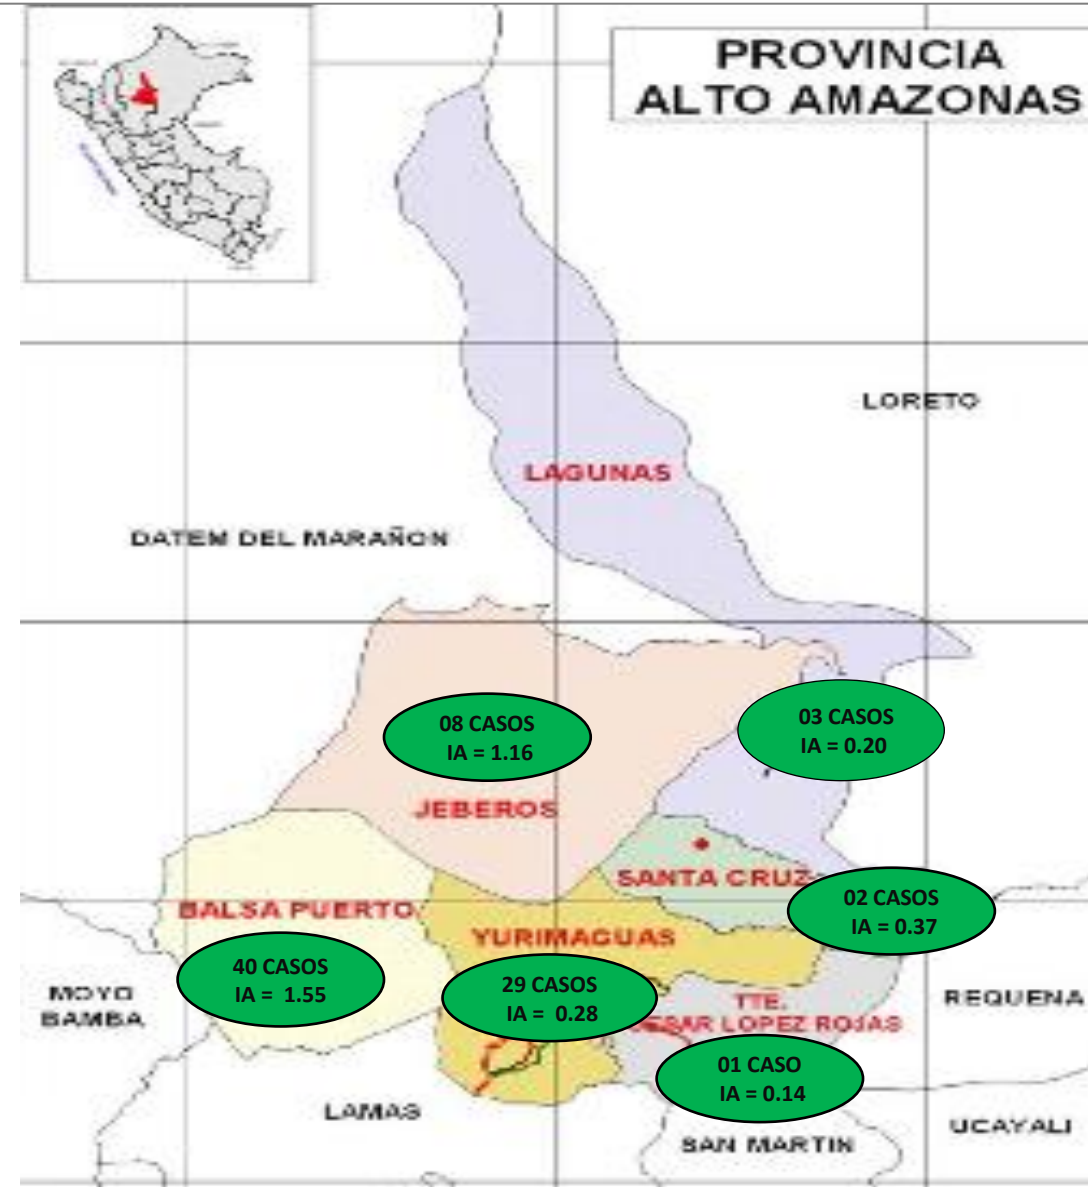 PROVINCIA
ALTO AMAZONAS
LORETO
LAGUNAS
DATEM DEL MARAÑON
08 CASOS
IA = 1.16
03 CASOS
IA = 0.20
JEBEROS
SANTA CRUZ
02 CASOS
IA = 0.37
BALSA PUERTO
YURIMAGUAS
40 CASOS
IA = 1.55
29 CASOS
IA = 0.28
MOYO
BAMBA
TTE.
ESAR LOPEZ ROJAS
REQUENA
01 CASO
IA = 0.14
LAMAS
SAN MARTIN
UCAYALI